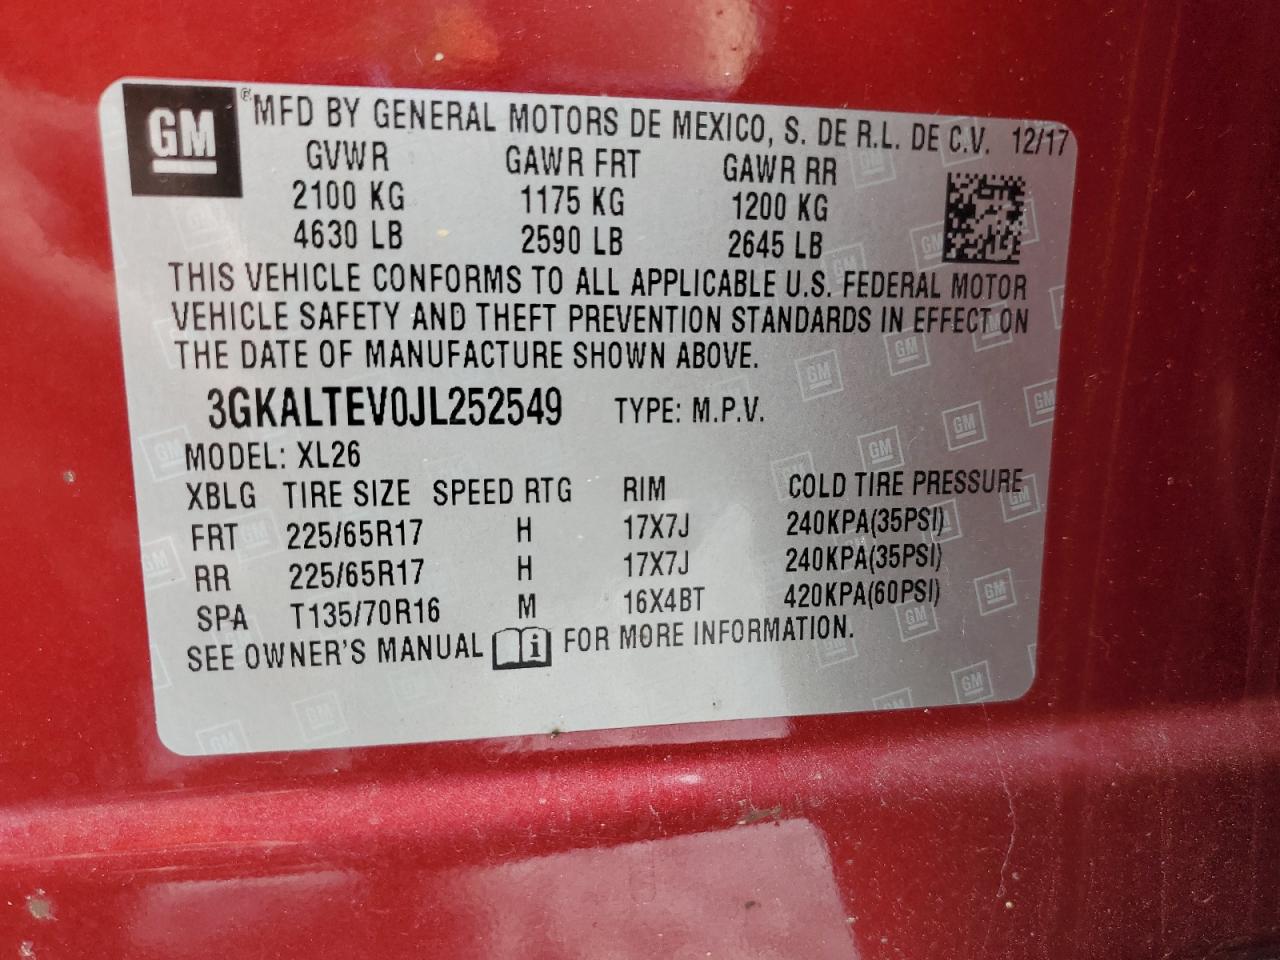 GM ® MFD BY GENERAL MOTORS DE MEXICO, S. DE R.L. DE C.V. 12/17
GVWR GAWR FRT GAWR RR
2100 KG 1175 KG 1200 KG
4630 LB 2590 LB 2645 LB
THIS VEHICLE CONFORMS TO ALL APPLICABLE U.S. FEDERAL MOTOR
VEHICLE SAFETY AND THEFT PREVENTION STANDARDS IN EFFECT ON
THE DATE OF MANUFACTURE SHOWN ABOVE.
3GKALTEV0JL252549 TYPE: M.P.V.
MODEL: XL26
XBLG TIRE SIZE SPEED RTG RIM COLD TIRE PRESSURE
FRT 225/65R17 H 17X7J 240KPA(35PSI)
RR 225/65R17 H 17X7J 240KPA(35PSI)
SPA T135/70R16 M 16X4BT 420KPA(60PSI)
SEE OWNER'S MANUAL i FOR MORE INFORMATION.